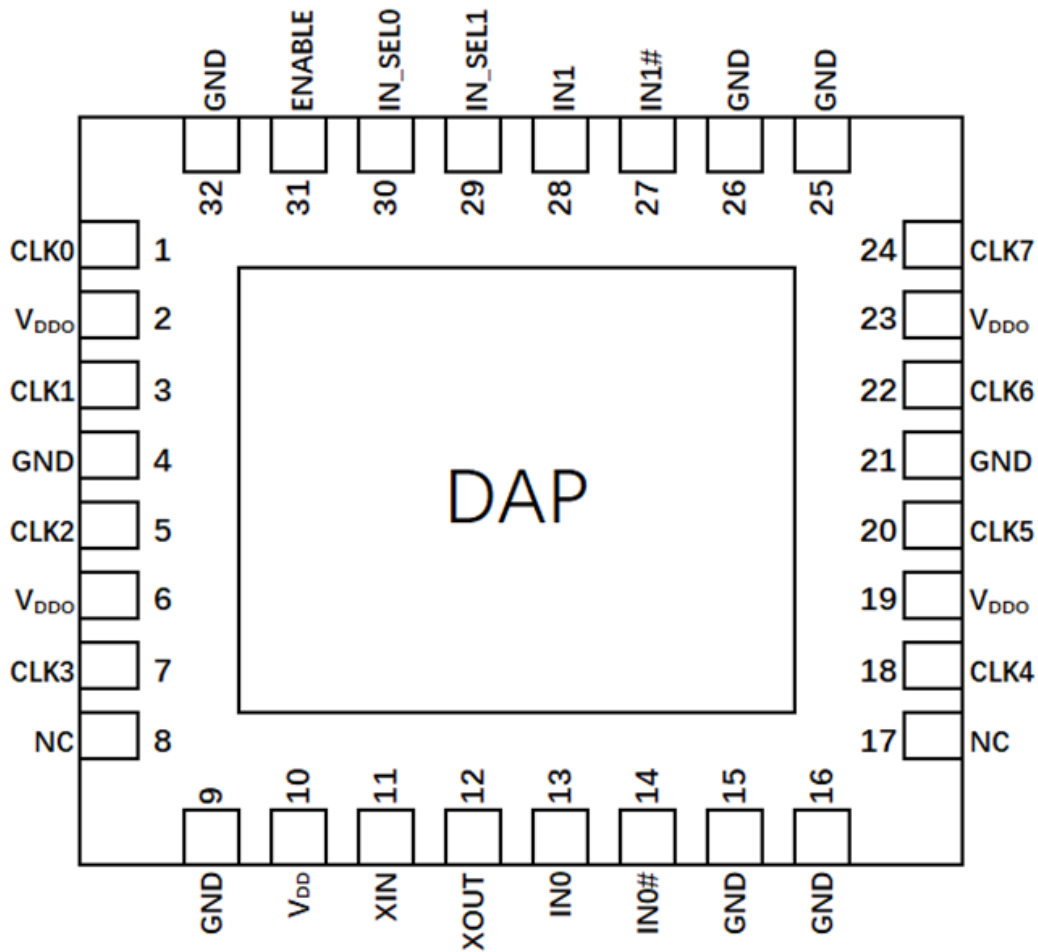 GND ENABLE IN_SEL0 IN_SEL1 IN1 IN1# GND GND
32 31 30 29 28 27 26 25
CLK0 1 24 CLK7
VDDO 2 23 VDDO
CLK1 3 22 CLK6
GND 4 21 GND
DAP
CLK2 5 20 CLK5
VDDO 6 19 VDDO
CLK3 7 18 CLK4
NC 8 17 NC
9 10 11 12 13 14 15 16
GND VDD XIN XOUT IN0 IN0# GND GND